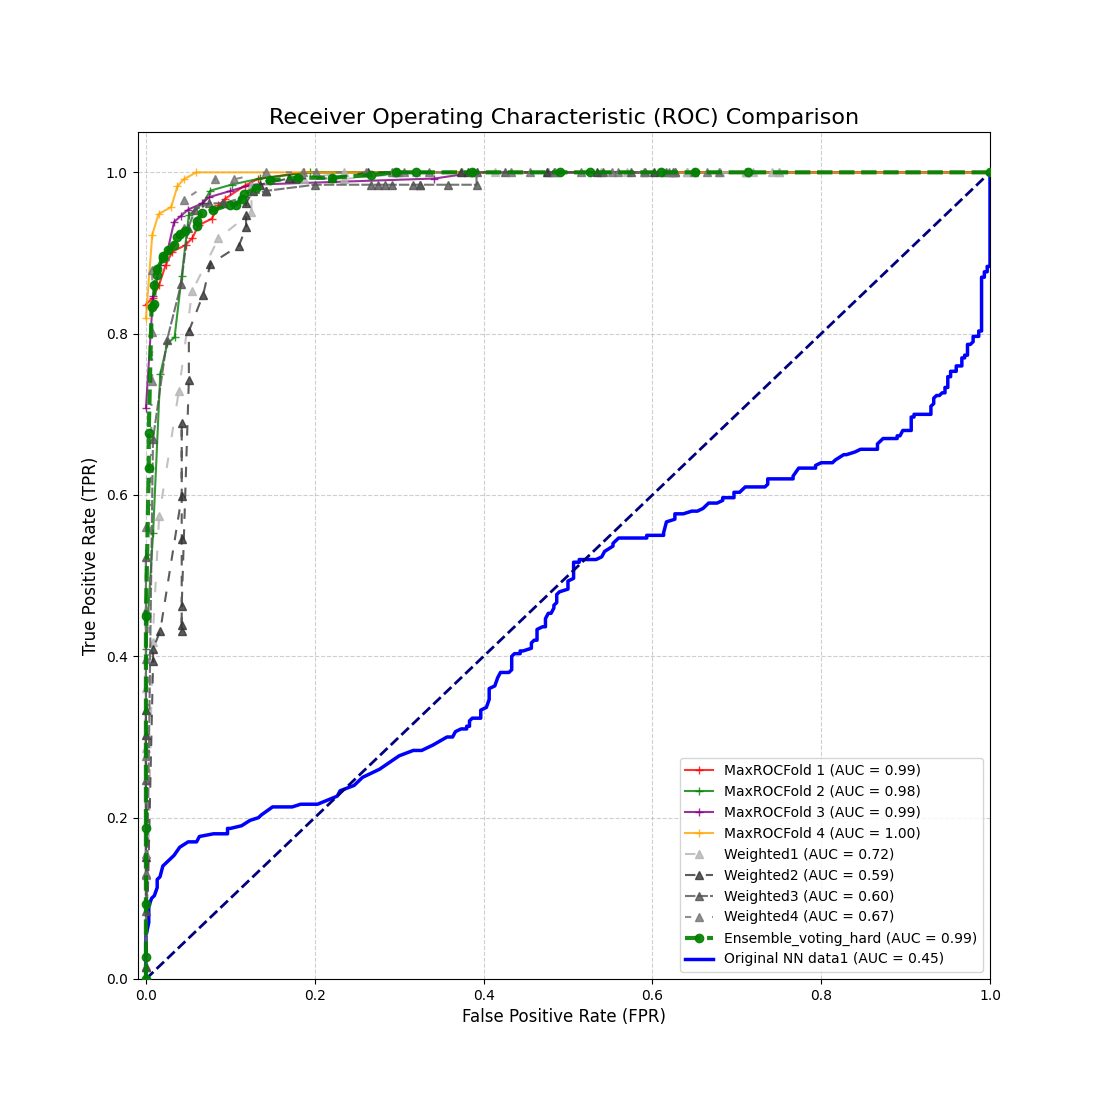 Receiver Operating Characteristic (ROC) Comparison
True Positive Rate (TPR)
1.0
0.8
0.6
0.4
0.2
0.0
MaxROCFold 1 (AUC = 0.99)
MaxROCFold 2 (AUC = 0.98)
MaxROCFold 3 (AUC = 0.99)
MaxROCFold 4 (AUC = 1.00)
Weighted1 (AUC = 0.72)
Weighted2 (AUC = 0.59)
Weighted3 (AUC = 0.60)
Weighted4 (AUC = 0.67)
Ensemble_voting_hard (AUC = 0.99)
Original NN data1 (AUC = 0.45)
0.0 0.2 0.4 0.6 0.8 1.0
False Positive Rate (FPR)